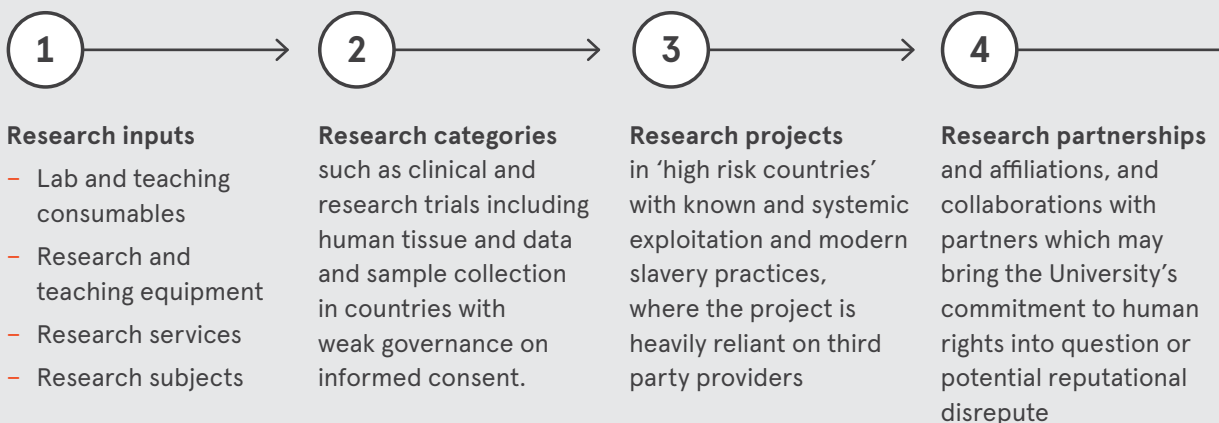 1
2
3
4
Research inputs
– Lab and teaching
consumables
– Research and
teaching equipment
– Research services
– Research subjects
Research categories
such as clinical and
research trials including
human tissue and data
and sample collection
in countries with
weak governance on
informed consent.
Research projects
in ‘high risk countries’
with known and systemic
exploitation and modern
slavery practices,
where the project is
heavily reliant on third
party providers
Research partnerships
and affiliations, and
collaborations with
partners which may
bring the University’s
commitment to human
rights into question or
potential reputational
disrepute